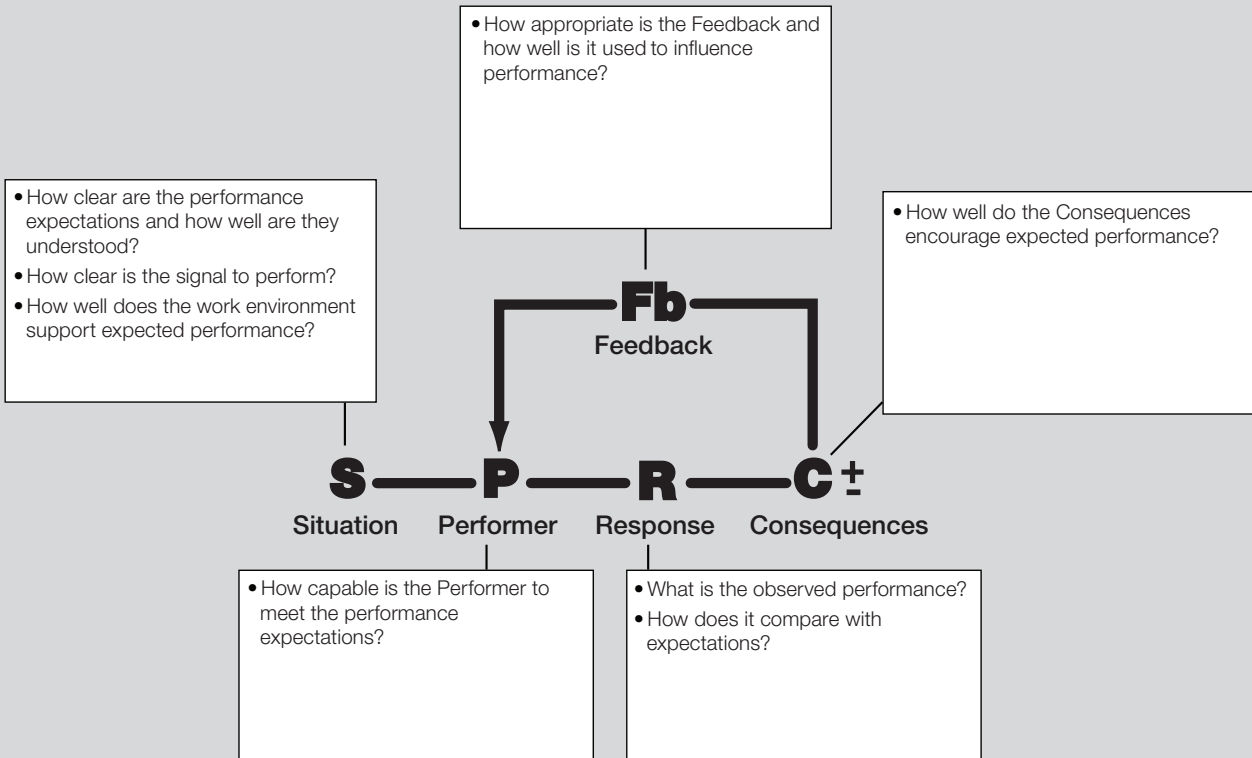 • How appropriate is the Feedback and
how well is it used to influence
performance?
• How clear are the performance
expectations and how well are they
understood?
• How clear is the signal to perform?
• How well does the work environment
support expected performance?
• How well do the Consequences
encourage expected performance?
Fb
Feedback
S P R C ±
Situation Performer Response Consequences
• How capable is the Performer to
meet the performance
expectations?
• What is the observed performance?
• How does it compare with
expectations?